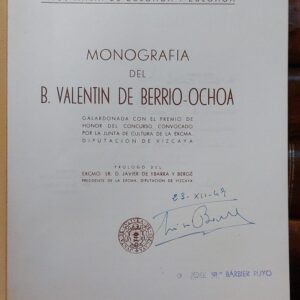 MONOGRAFIA
DEL
B. VALENTIN DE BERRIO-OCHOA
GALARDONADA CON EL PREMIO DE
HONOR DEL CONCURSO CONVOCADO
POR LA JUNTA DE CULTURA DE LA EXCMA.
DIPUTACION DE VIZCAYA
PROLOGO DEL
EXCMO. SR. D. JAVIER DE YBARRA Y BERGÉ
PRESIDENTE DE LA EXCMA. DIPUTACION DE VIZCAYA
23-XII-49
BARBIER YUYO